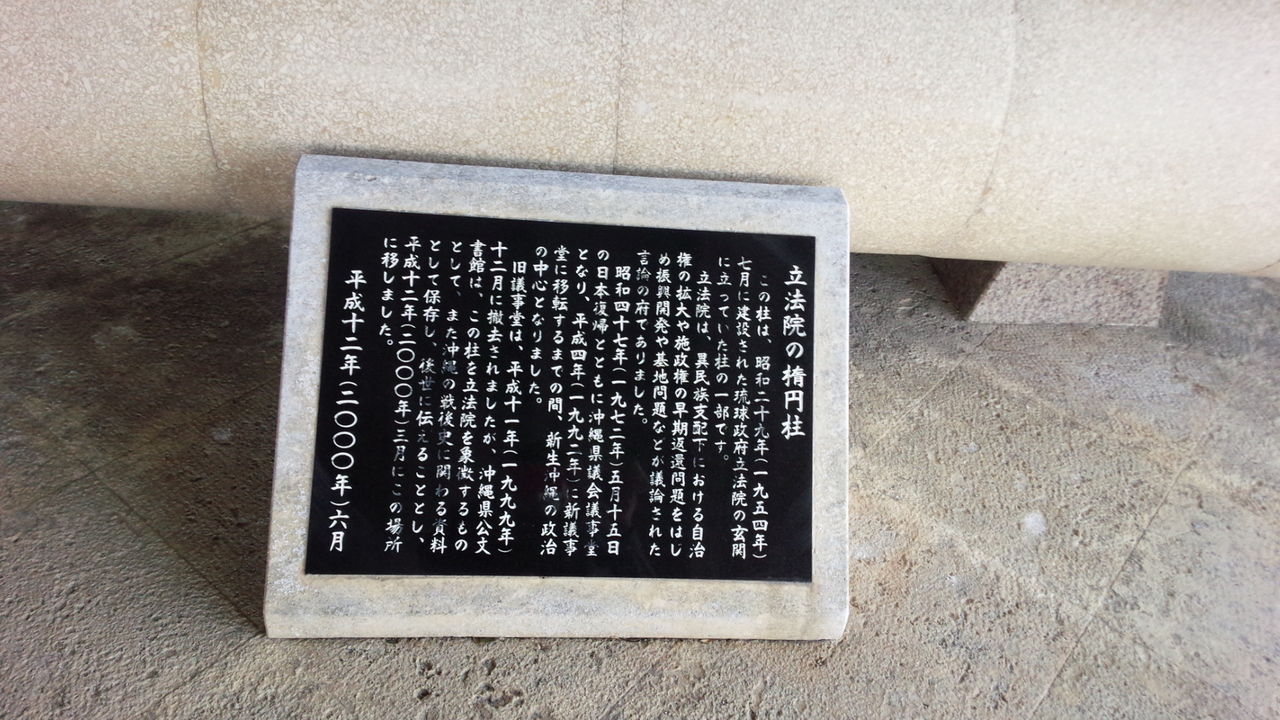 立法院の楕円柱
この柱は、昭和二十九年(一九五四年)
七月に建設された琉球政府立法院の玄関
に立っていた柱の一部です。
立法院は、異民族支配下における自治
権の拡大や施政権の早期返還問題をはじ
め振興開発や基地問題などが議論された
言論の府でありました。
昭和四十七年(一九七二年)五月十五日
の日本復帰とともに沖縄県議会議事堂
となり、平成四年(一九九二年)に新議事
堂に移転するまでの間、新生沖縄の政治
の中心となりました。
旧議事堂は、平成十一年(一九九九年)
十二月に撤去されましたが、沖縄県公文
書館は、この柱を立法院を象徴するもの
として、また沖縄の戦後史に関わる資料
として保存し、後世に伝えることとし、
平成十二年(二〇〇〇年)三月にこの場所
に移しました。
平成十二年(二〇〇〇年)六月